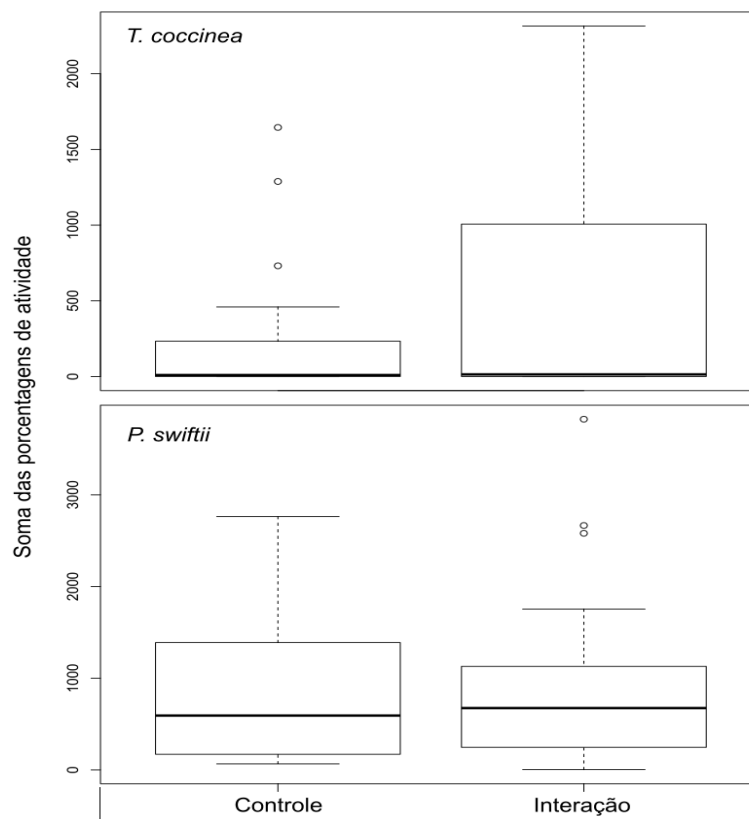 Soma das porcentagens de atividade
T. coccinea
2000
1500
1000
500
0
P. swiftii
3000
2000
1000
0
Controle Interação